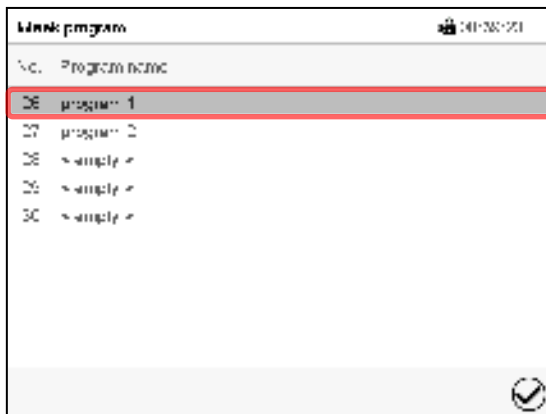 Week program
No. Program name
26 program 1
27 program 2
28 < empty >
29 < empty >
30 < empty >